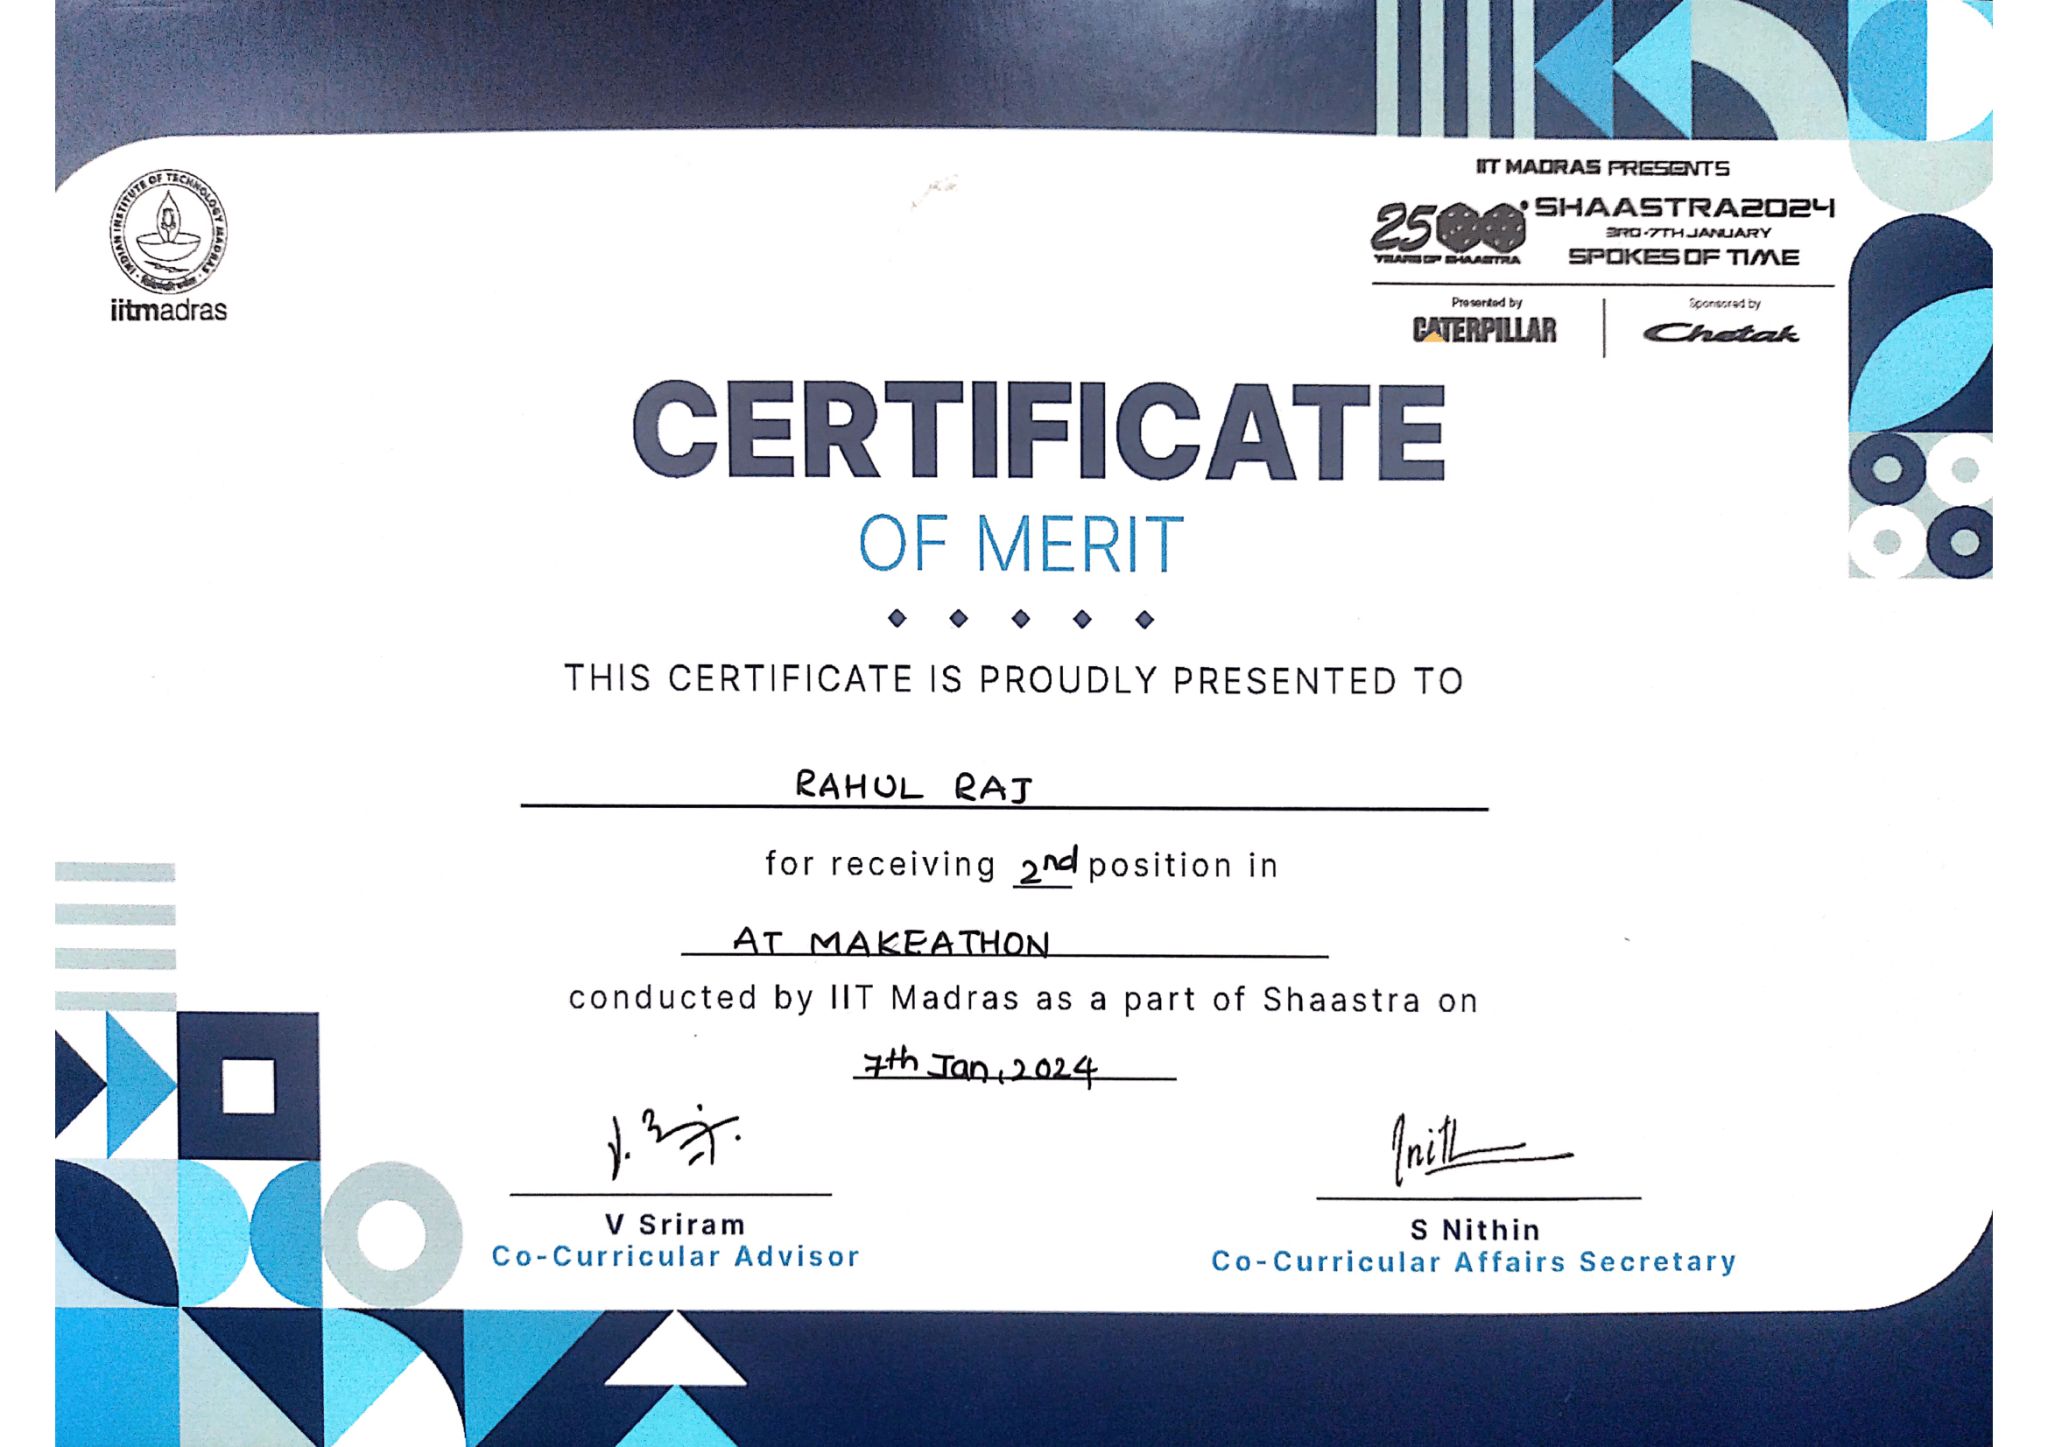 INDIAN INSTITUTE OF TECHNOLOGY MADRAS
iitmadras
IIT MADRAS PRESENTS
25
YEARS OF SHAASTRA
SHAASTRA2024
3RD-7TH JANUARY
SPOKES OF TIME
Presented by
CATERPILLAR
Sponsored by
Chetak
CERTIFICATE
OF MERIT
THIS CERTIFICATE IS PROUDLY PRESENTED TO
RAHUL RAJ
for receiving 2nd position in
AT MAKEATHON
conducted by IIT Madras as a part of Shaastra on
7th Jan, 2024
V Sriram
Co-Curricular Advisor
S Nithin
Co-Curricular Affairs Secretary